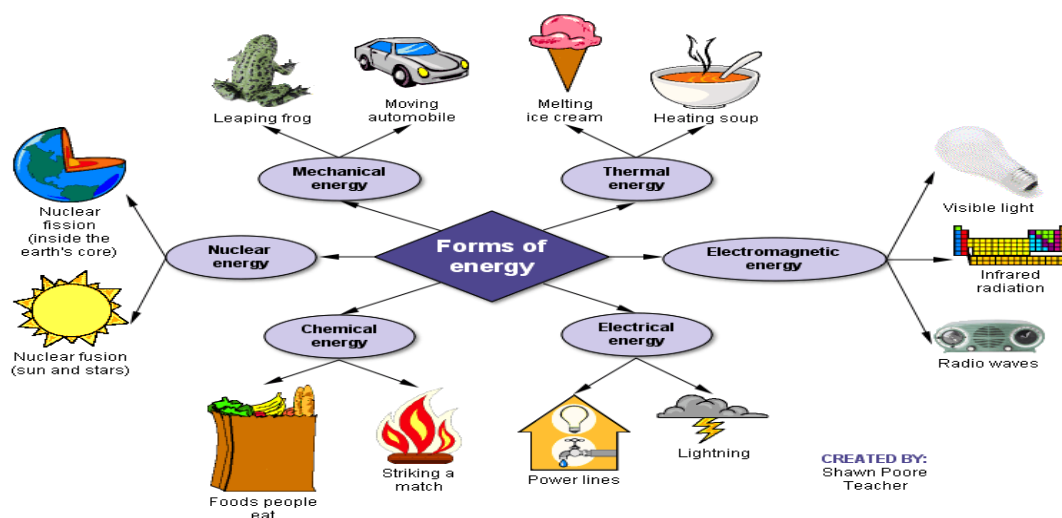 Leaping frog
Moving
automobile
Melting
ice cream
Heating soup
Mechanical
energy
Thermal
energy
Visible light
Nuclear
fission
(inside the
earth's core)
Nuclear
energy
Forms of
energy
Electromagnetic
energy
Infrared
radiation
Nuclear fusion
(sun and stars)
Chemical
energy
Electrical
energy
Radio waves
Foods people
eat
Striking a
match
Power lines
Lightning
CREATED BY:
Shawn Poore
Teacher